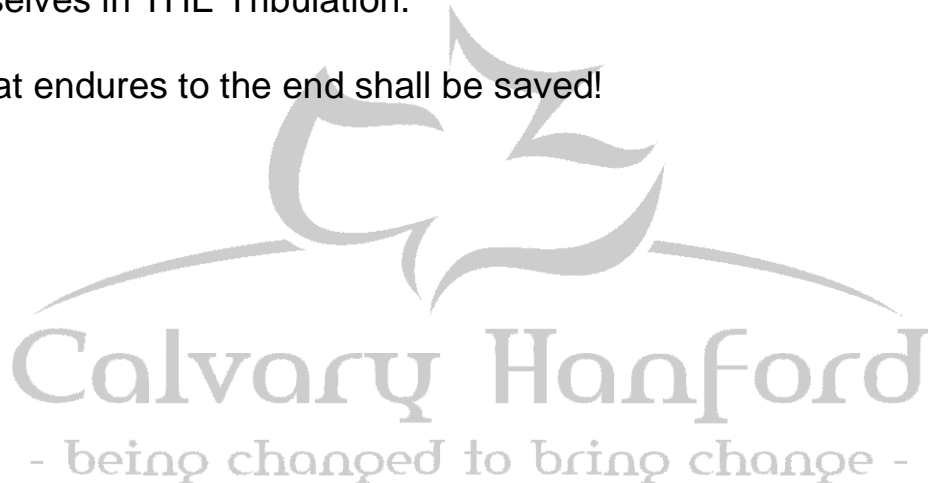 selves in THE Tribulation.
at endures to the end shall be saved!
Calvary Hanford
- being changed to bring change -